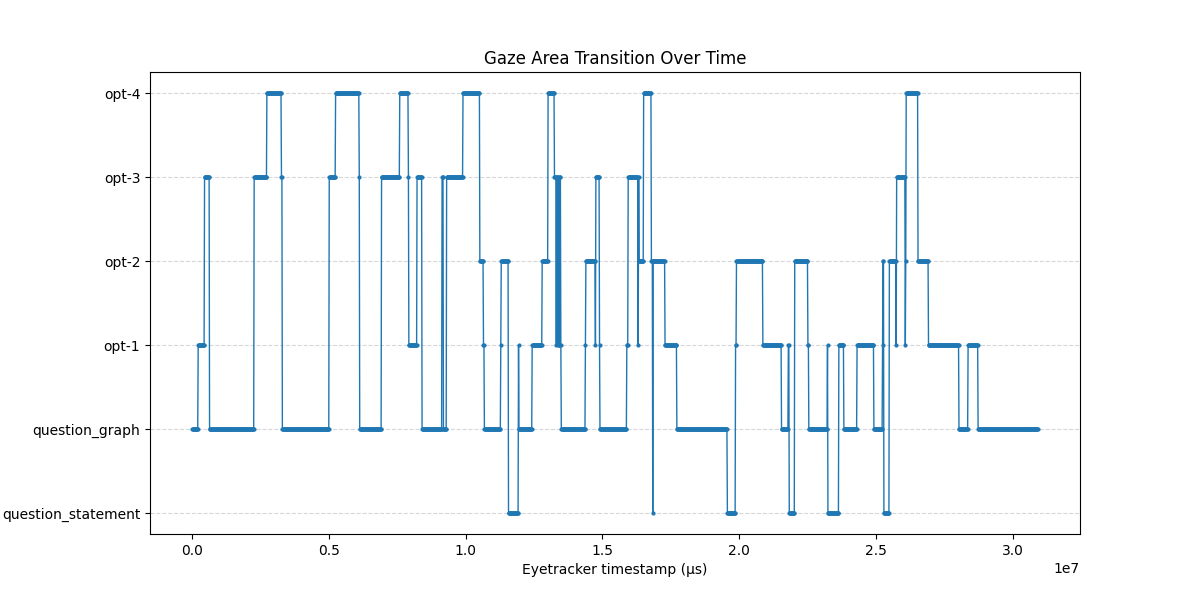 Gaze Area Transition Over Time
opt-4
opt-3
opt-2
opt-1
question_graph
question_statement
0.0 0.5 1.0 1.5 2.0 2.5 3.0
1e7
Eyetracker timestamp (µs)